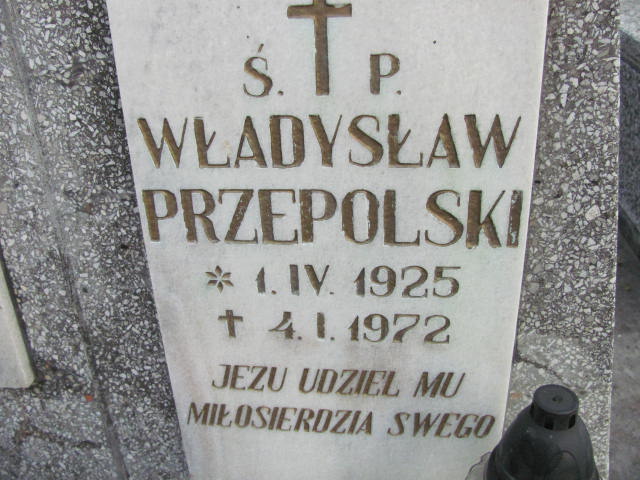 Ś. P.
WŁADYSŁAW
PRZEPOLSKI
* 1. IV. 1925
† 4. I. 1972
JEZU UDZIEL MU
MIŁOSIERDZIA SWEGO